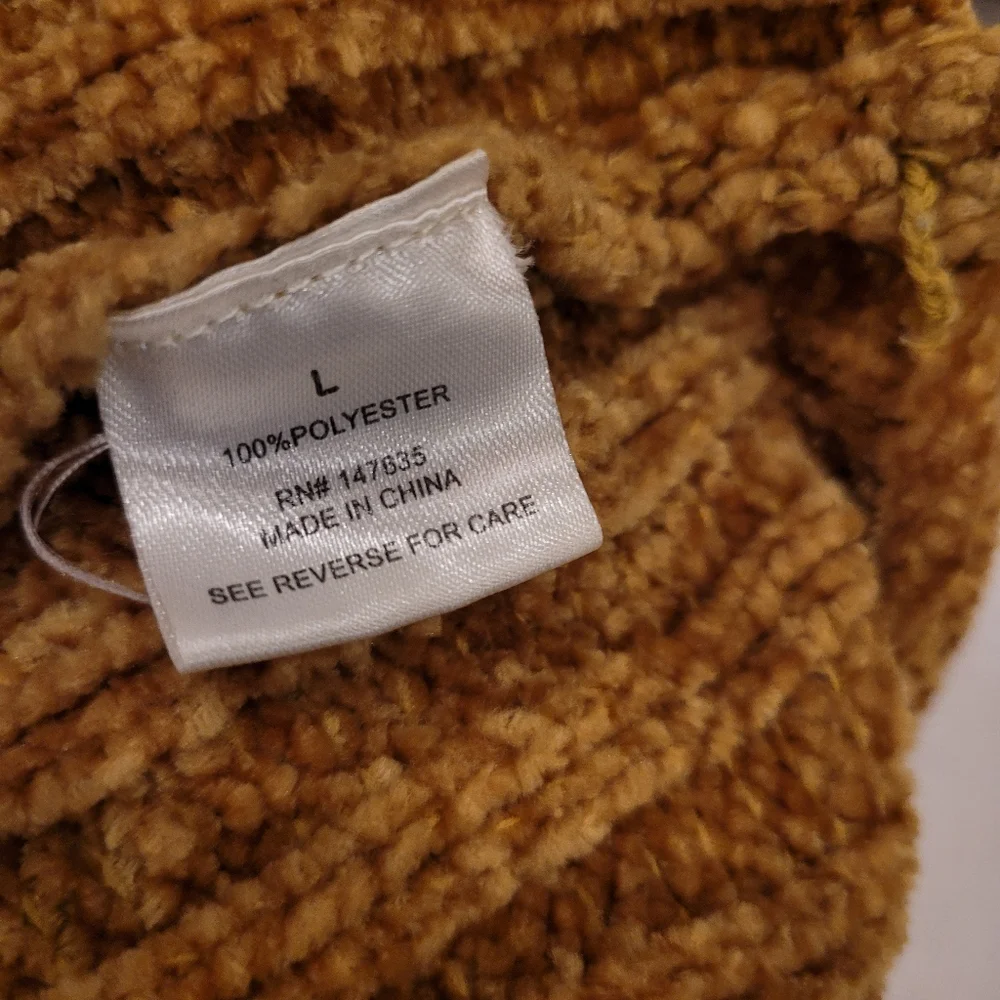 L
100%POLYESTER
RN# 147635
MADE IN CHINA
SEE REVERSE FOR CARE